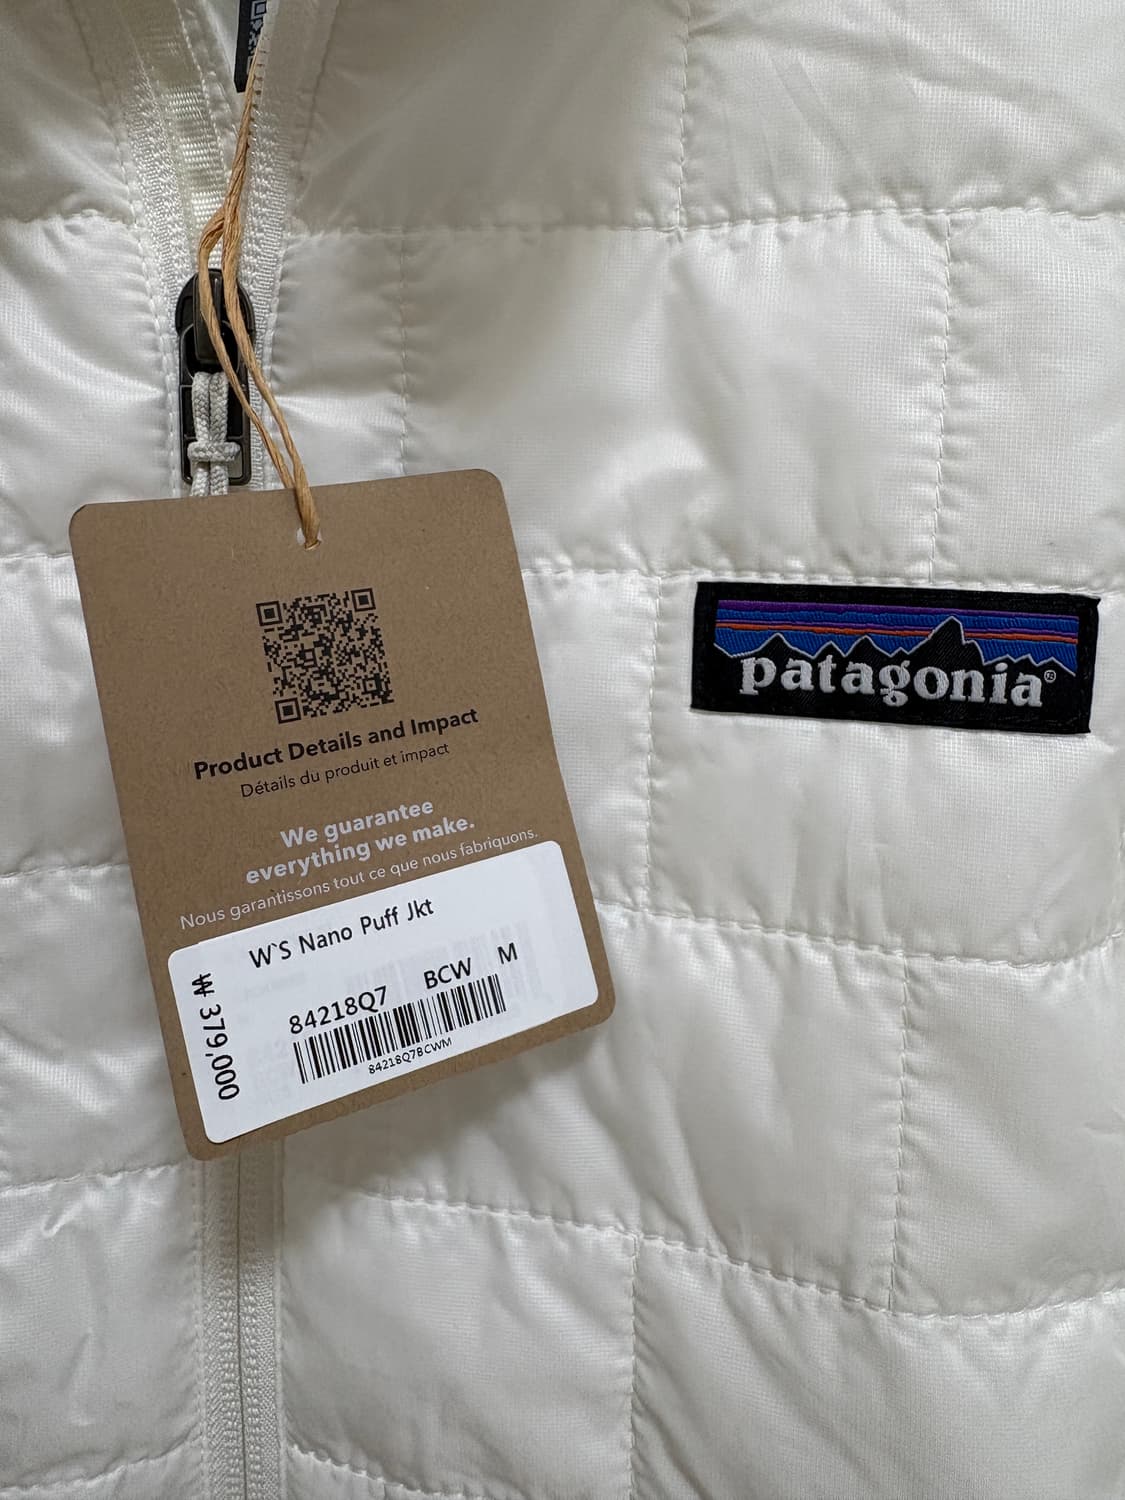 Product Details and Impact
Détails du produit et impact
We guarantee
everything we make.
Nous garantissons tout ce que nous fabriquons.
W`S Nano Puff Jkt
84218Q7 BCW M
84218Q7BCWM
₩ 379,000
patagonia®